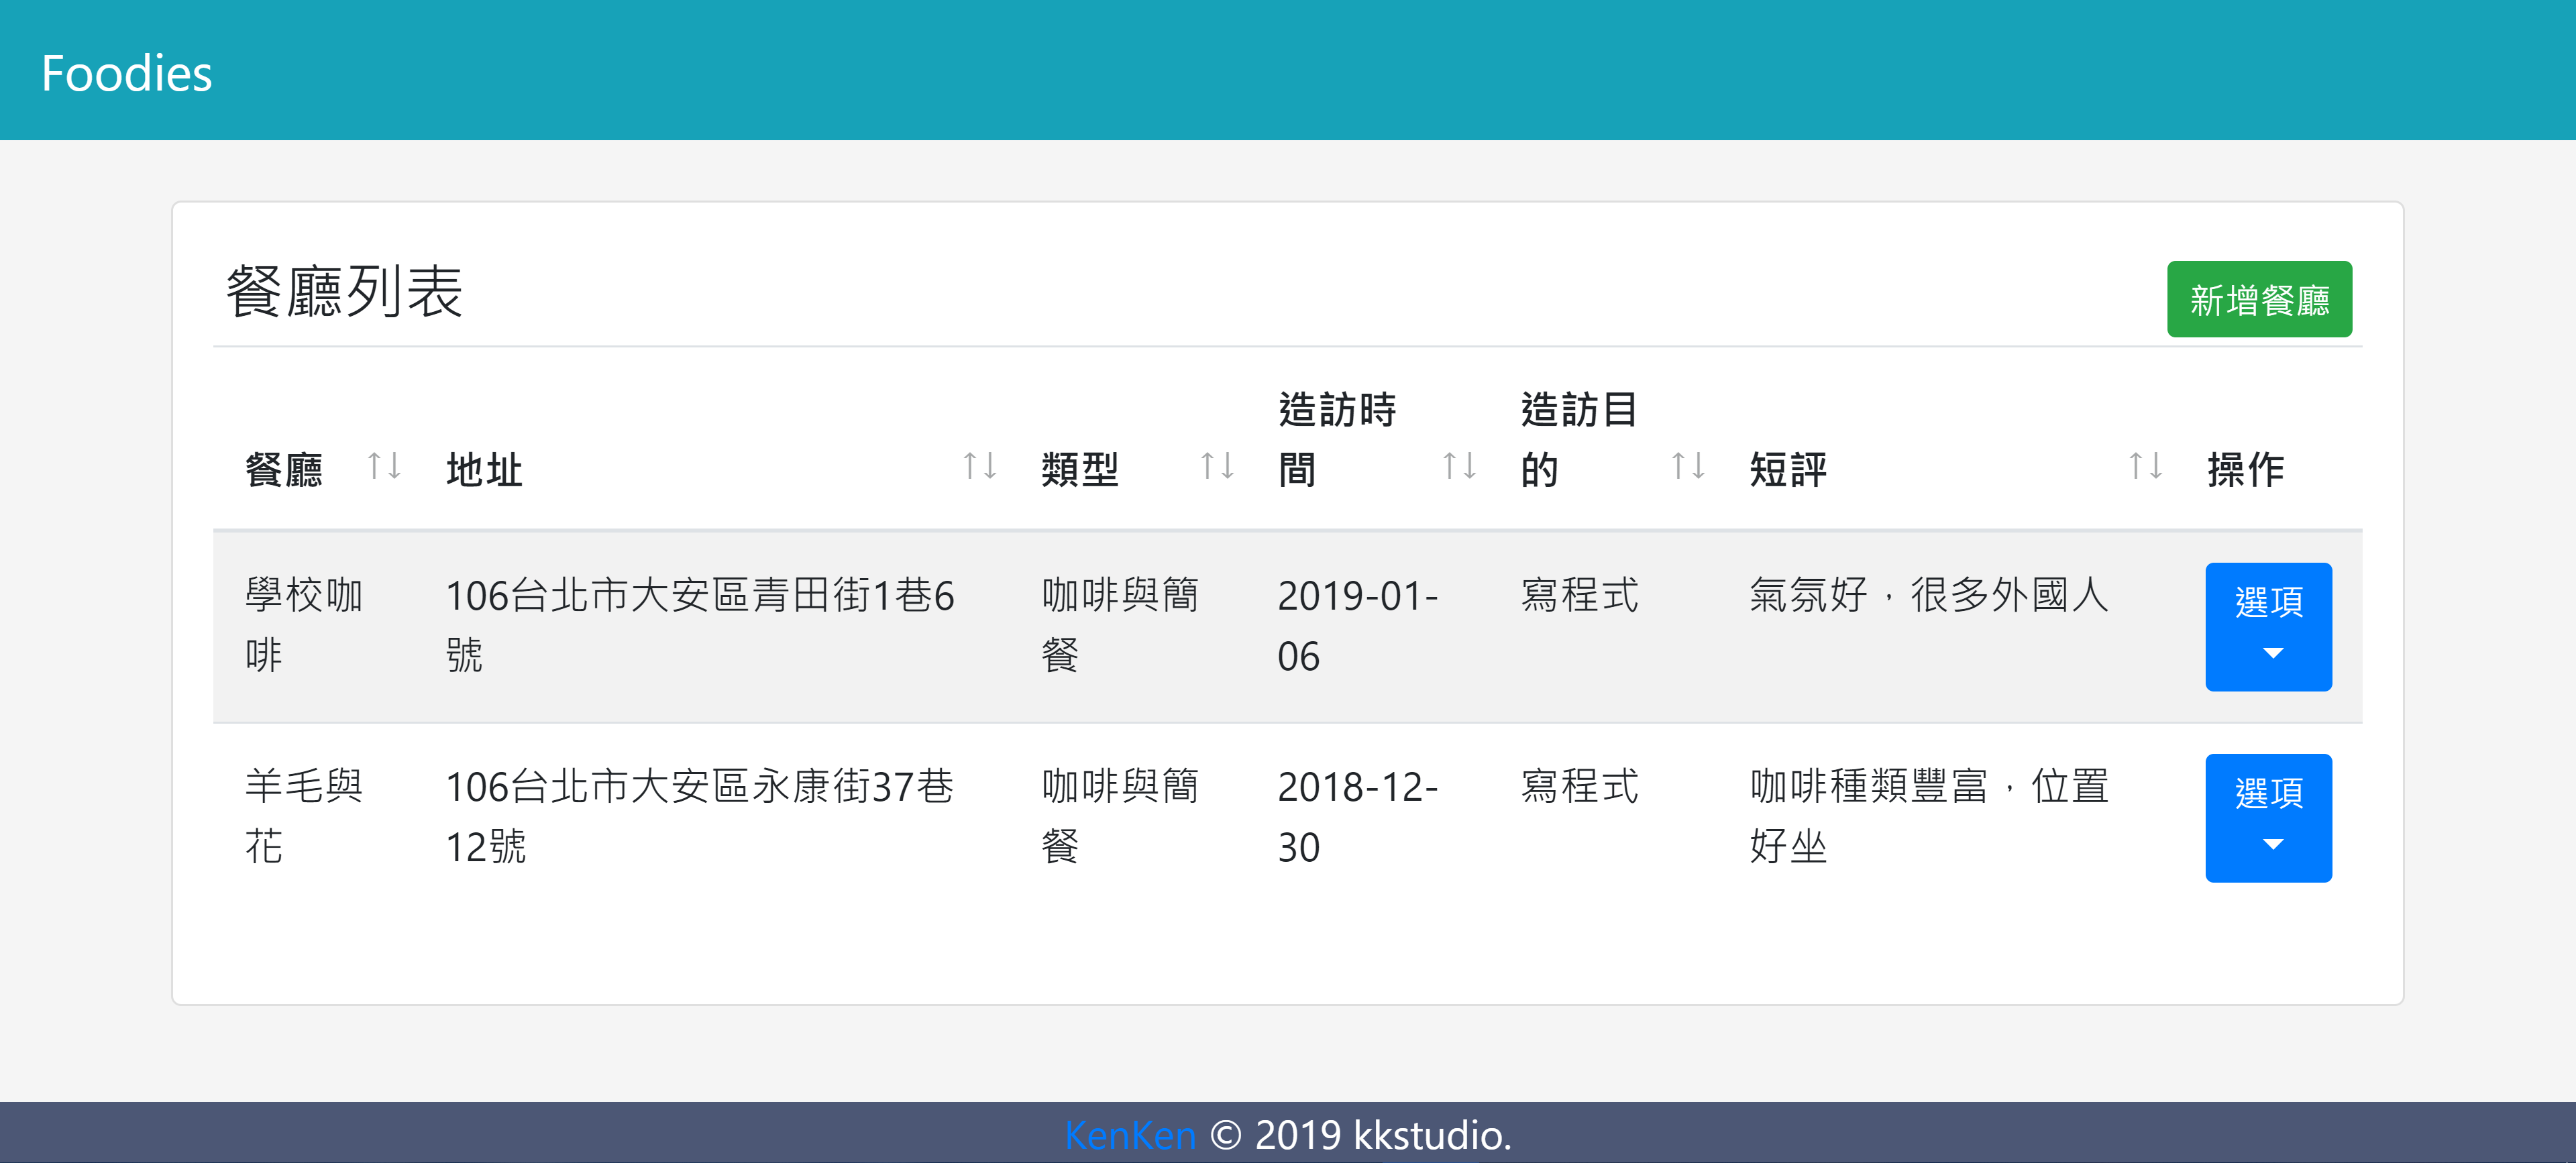 Foodies
餐廳列表
新增餐廳
餐廳 ↑↓ 地址 ↑↓ 類型 ↑↓ 造訪時間 ↑↓ 造訪目的 ↑↓ 短評 ↑↓ 操作
學校咖啡 106台北市大安區青田街1巷6號 咖啡與簡餐 2019-01-06 寫程式 氣氛好，很多外國人 選項
羊毛與花 106台北市大安區永康街37巷12號 咖啡與簡餐 2018-12-30 寫程式 咖啡種類豐富，位置好坐 選項
KenKen © 2019 kkstudio.